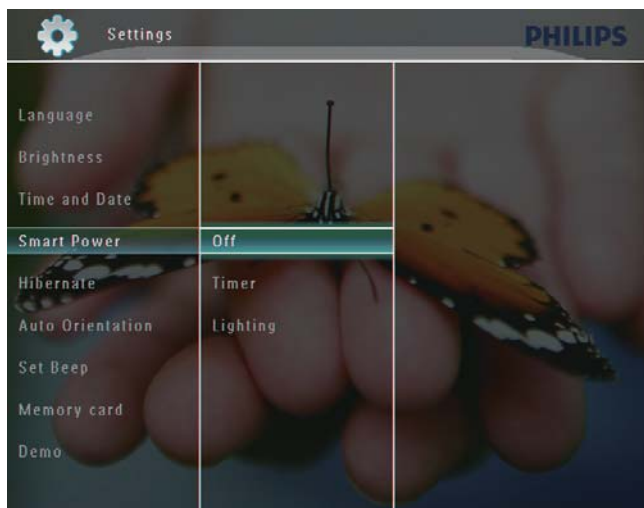 Settings
PHILIPS
Language
Brightness
Time and Date
Smart Power
Off
Hibernate
Timer
Auto Orientation
Lighting
Set Beep
Memory card
Demo